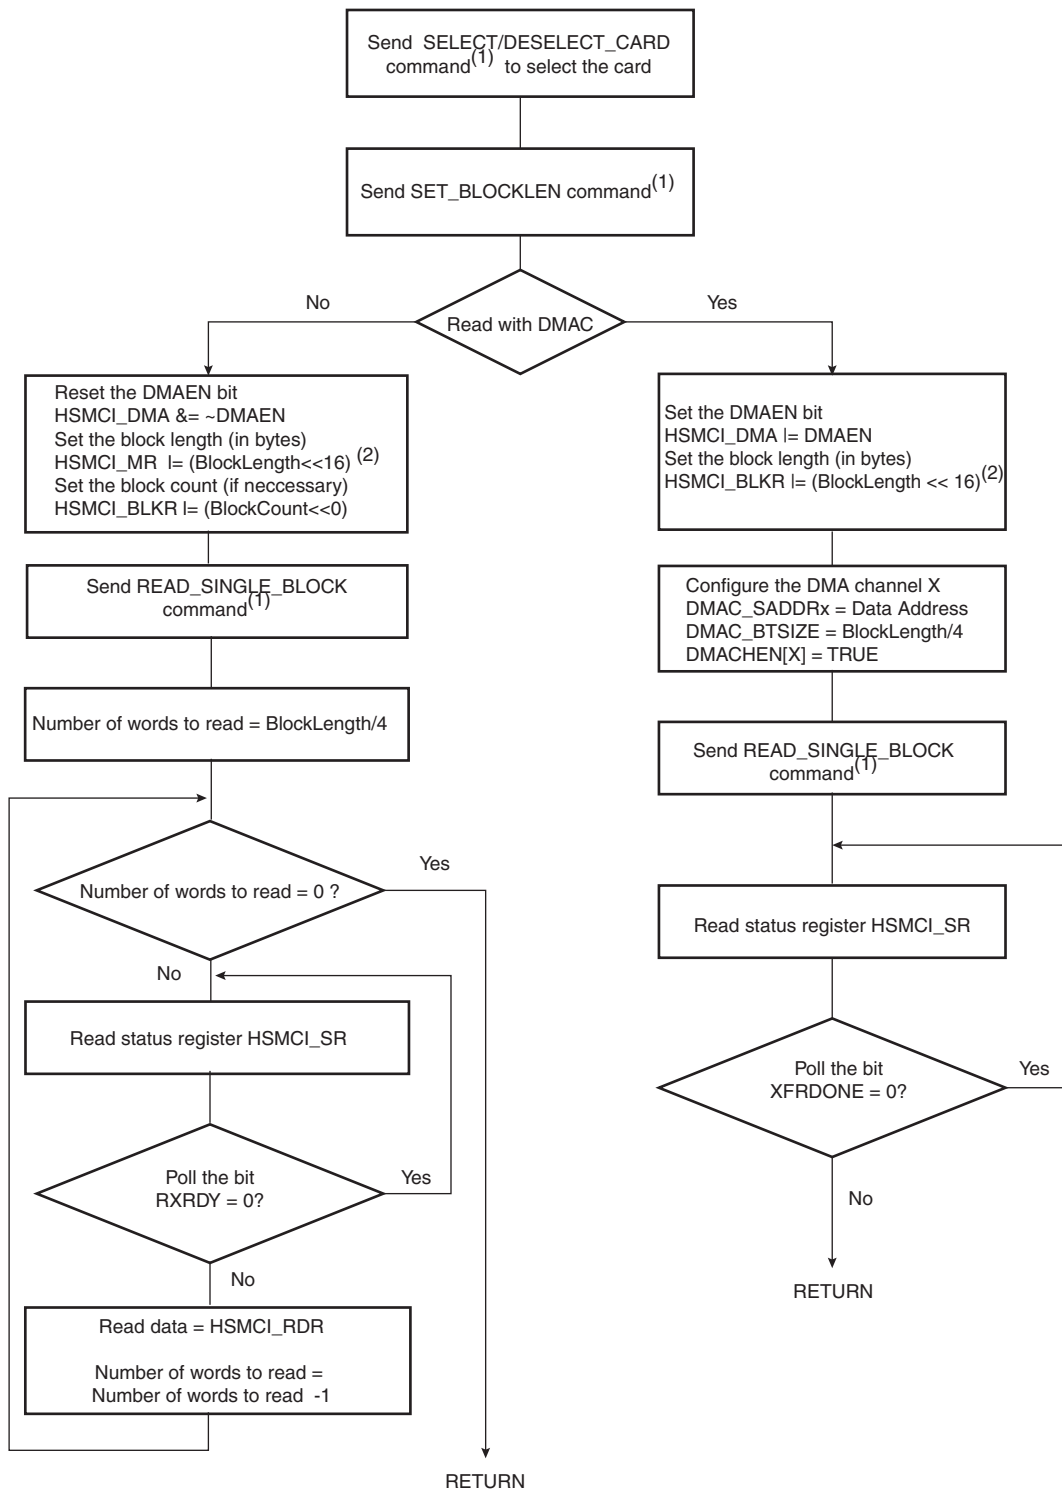 Send SELECT/DESELECT_CARD
command(1) to select the card
Send SET_BLOCKLEN command(1)
No
Yes
Read with DMAC
Reset the DMAEN bit
HSMCI_DMA &= ~DMAEN
Set the block length (in bytes)
HSMCI_MR |= (BlockLength<<16) (2)
Set the block count (if neccessary)
HSMCI_BLKR |= (BlockCount<<0)
Send READ_SINGLE_BLOCK
command(1)
Number of words to read = BlockLength/4
Number of words to read = 0 ?
Yes
No
Read status register HSMCI_SR
Poll the bit
RXRDY = 0?
Yes
No
Read data = HSMCI_RDR
Number of words to read =
Number of words to read -1
RETURN
Set the DMAEN bit
HSMCI_DMA |= DMAEN
Set the block length (in bytes)
HSMCI_BLKR |= (BlockLength << 16)(2)
Configure the DMA channel X
DMAC_SADDRx = Data Address
DMAC_BTSIZE = BlockLength/4
DMACHEN[X] = TRUE
Send READ_SINGLE_BLOCK
command(1)
Read status register HSMCI_SR
Poll the bit
XFRDONE = 0?
Yes
No
RETURN